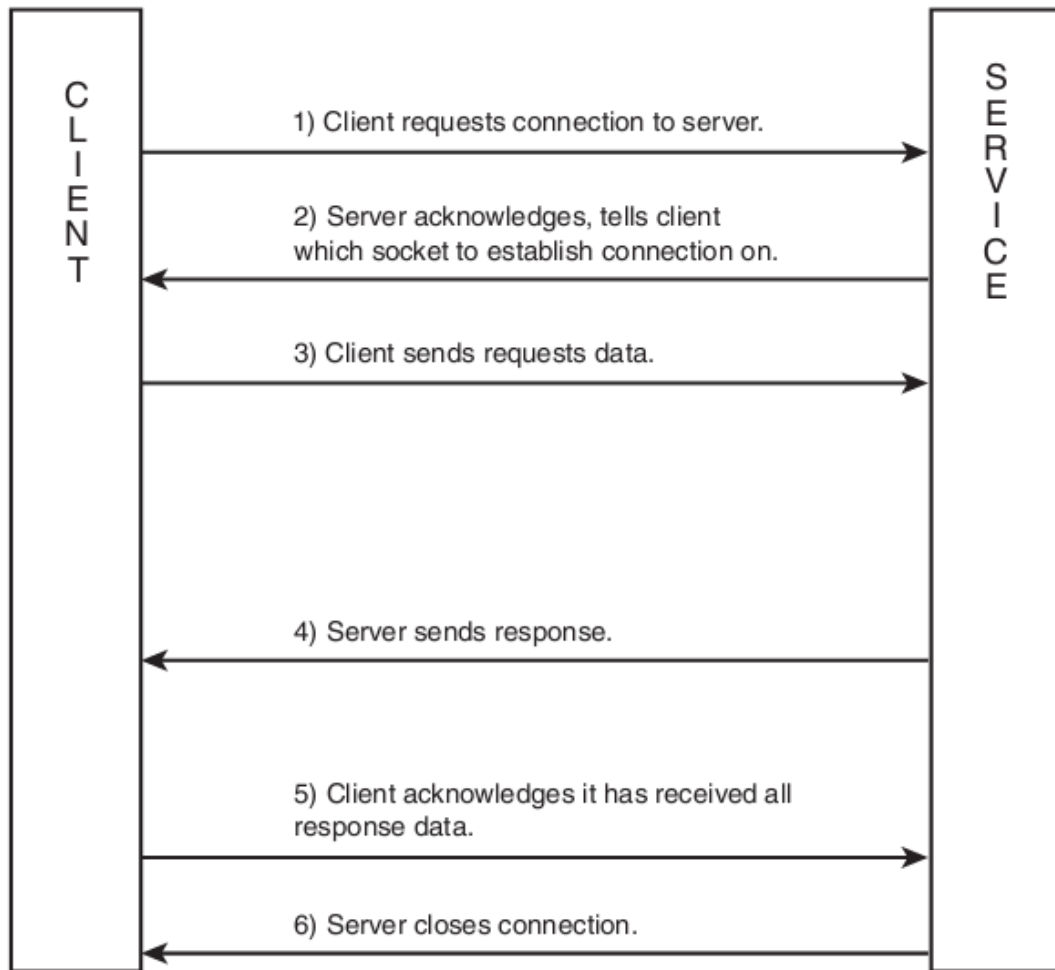 CLIENT
SERVICE
1) Client requests connection to server.
2) Server acknowledges, tells client
which socket to establish connection on.
3) Client sends requests data.
4) Server sends response.
5) Client acknowledges it has received all
response data.
6) Server closes connection.